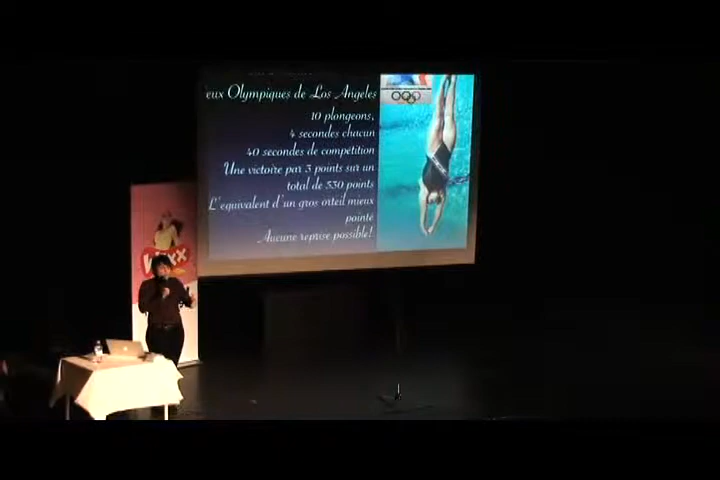 eux Olympiques de Los Angeles
10 plongeons,
4 secondes chacun
40 secondes de compétition
Une victoire par 3 points sur un
total de 530 points
L'equivalent d'un gros orteil mieux
pointé
Aucune reprise possible!